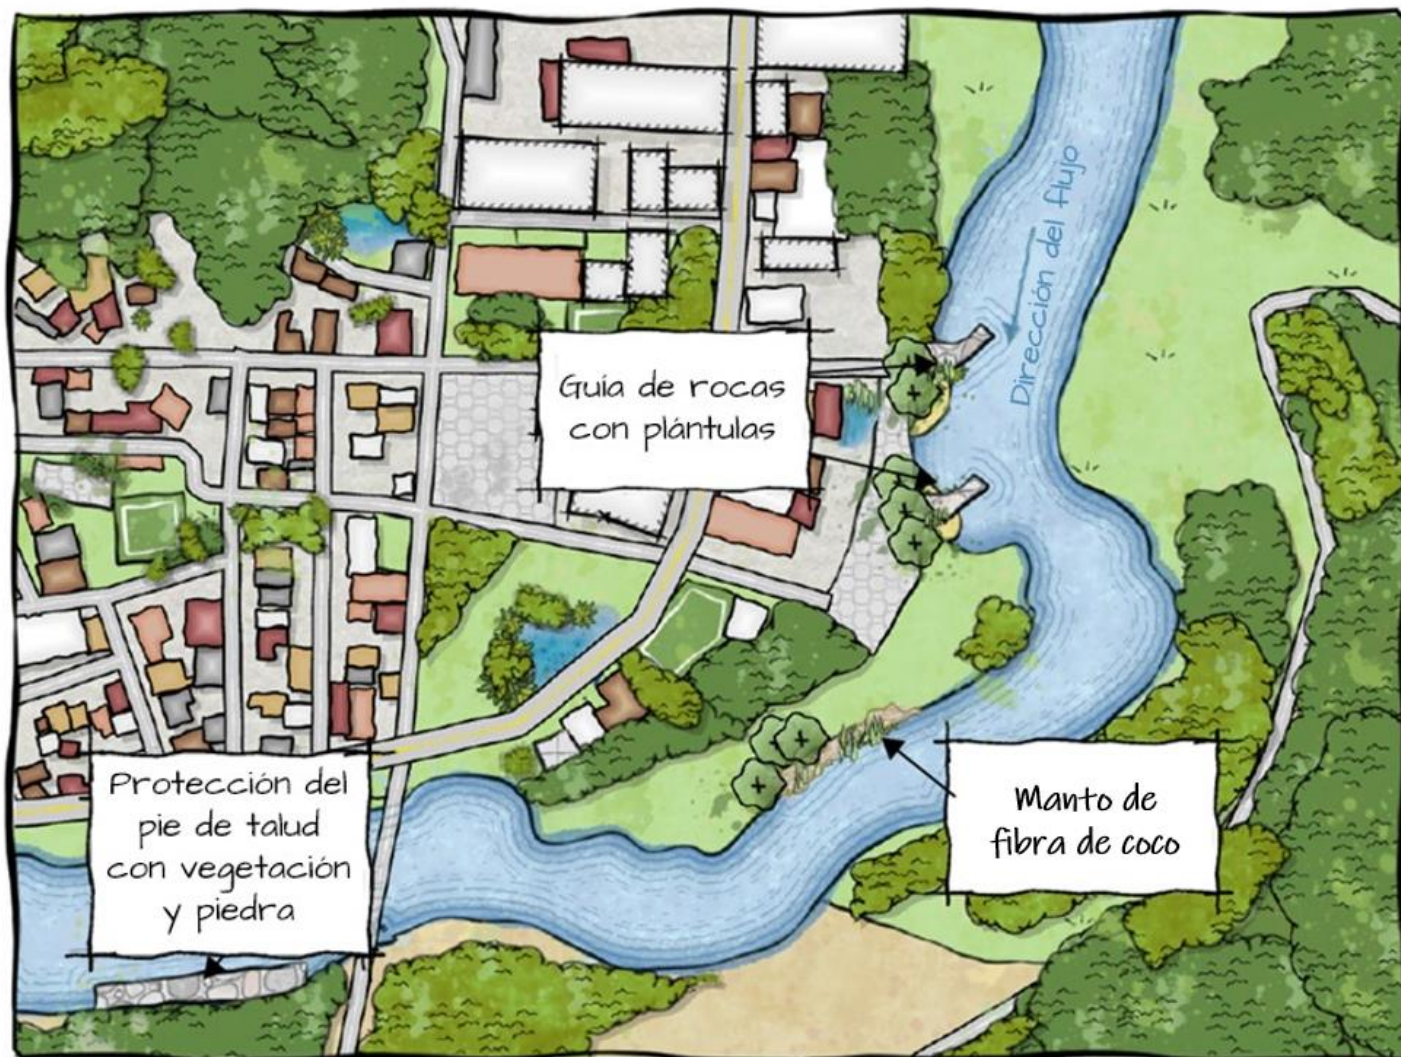 Dirección del flujo
Guía de rocas
con plántulas
Protección del
pie de talud
con vegetación
y piedra
Manto de
fibra de coco